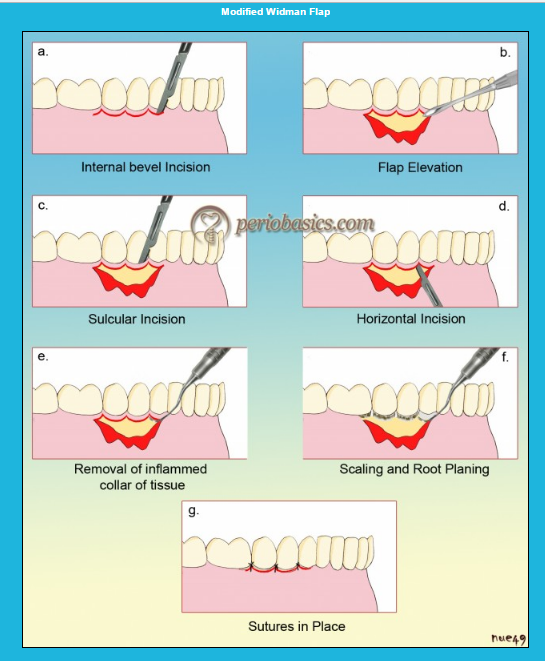 Modified Widman Flap
a.
b.
Internal bevel Incision
Flap Elevation
c.
d.
periobasics.com
Sulcular Incision
Horizontal Incision
e.
f.
Removal of inflammed
collar of tissue
Scaling and Root Planing
g.
Sutures in Place
nue49